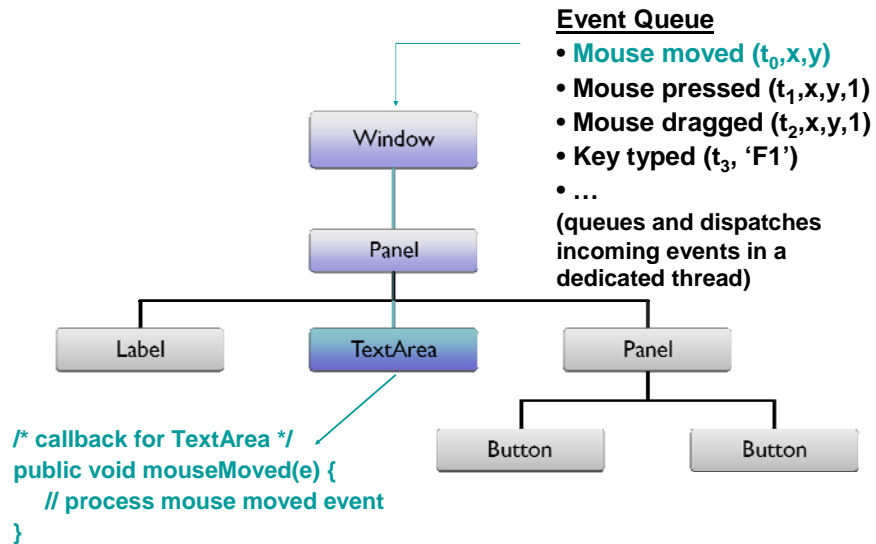 Event Queue
• Mouse moved (t₀,x,y)
• Mouse pressed (t₁,x,y,1)
• Mouse dragged (t₂,x,y,1)
• Key typed (t₃, ‘F1’)
• …
(queues and dispatches
incoming events in a
dedicated thread)
Window
Panel
Label
TextArea
Panel
Button
Button
/* callback for TextArea */
public void mouseMoved(e) {
// process mouse moved event
}